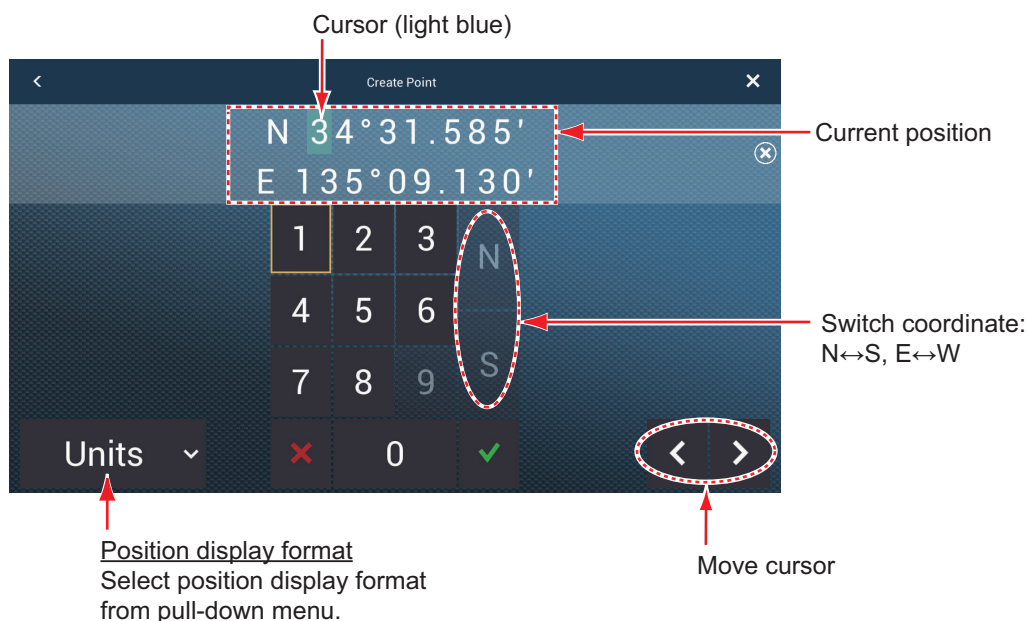 Cursor (light blue)
Create Point
N 34°31.585'
E 135°09.130'
Current position
1 2 3 N
4 5 6
7 8 9 S
Switch coordinate:
N↔S, E↔W
Units
0
Position display format
Select position display format
from pull-down menu.
Move cursor